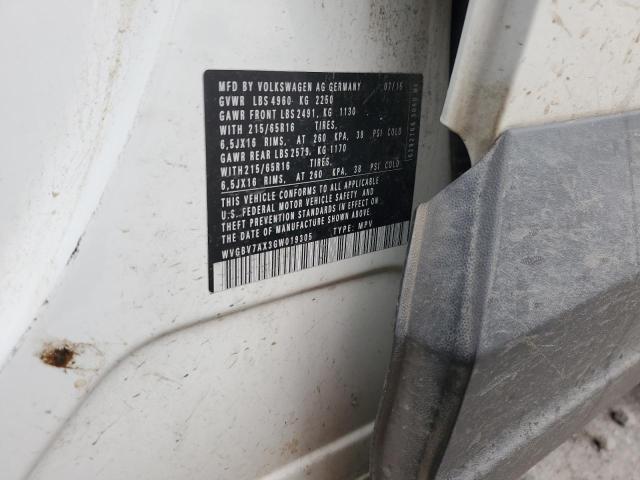 MFD BY VOLKSWAGEN AG GERMANY 07/15
GVWR LBS 4960 KG 2250
GAWR FRONT LBS 2491, KG 1130
WITH 215/65R16 TIRES,
6,5JX16 RIMS, AT 260 KPA, 38 PSI COLD
GAWR REAR LBS 2579, KG 1170
WITH 215/65R16 TIRES,
6,5JX16 RIMS, AT 260 KPA, 38 PSI COLD
THIS VEHICLE CONFORMS TO ALL APPLICABLE
U.S. FEDERAL MOTOR VEHICLE SAFETY AND
THEFT PREVENTION STANDARDS IN EFFECT ON
THE DATE OF MANUFACTURE SHOWN ABOVE.
WVGBV7AX3GW019305 TYPE: MPV